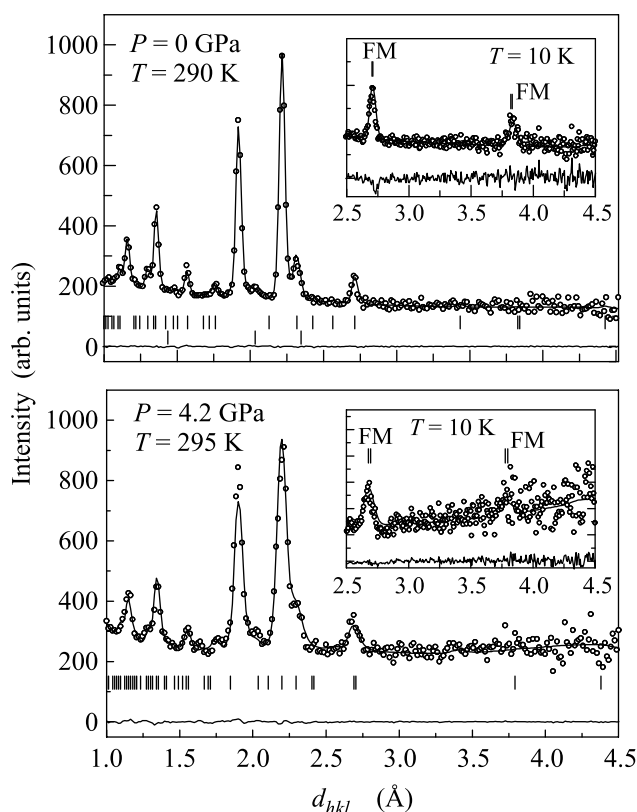 1000
800
600
400
200
0
P = 0 GPa
T = 290 K
FM
T = 10 K
FM
2.5 3.0 3.5 4.0 4.5
Intensity (arb. units)
1000
800
600
400
200
0
P = 4.2 GPa
T = 295 K
FM
T = 10 K
FM
2.5 3.0 3.5 4.0 4.5
1.0 1.5 2.0 2.5 3.0 3.5 4.0 4.5
d_hkl (Å)